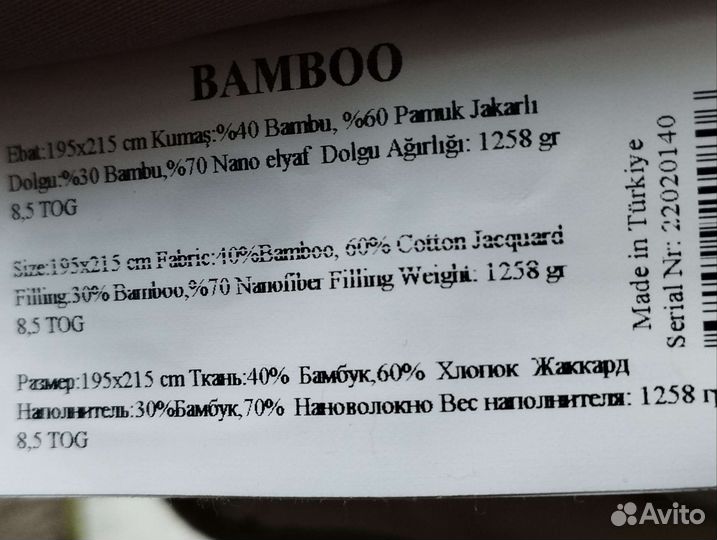 BAMBOO
Ebat:195x215 cm Kumaş:%40 Bambu, %60 Pamuk Jakarlı
Dolgu:%30 Bambu,%70 Nano elyaf Dolgu Ağırlığı: 1258 gr
8,5 TOG
Size:195x215 cm Fabric:40%Bamboo, 60% Cotton Jacquard
Filling:30% Bamboo,%70 Nanofiber Filling Weight: 1258 gr
8,5 TOG
Размер:195x215 cm Ткань:40% Бамбук,60% Хлопок Жаккард
Наполнитель:30%Бамбук,70% Нановолокно Вес наполнителя: 1258 г
8,5 TOG
Made in Türkiye
Serial Nr: 22020140
Avito